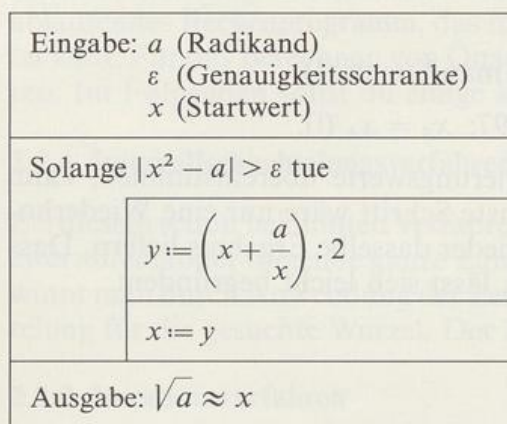 Eingabe: a (Radikand)
ε (Genauigkeitsschranke)
x (Startwert)
Solange |x² − a| > ε tue
y := (x + a/x) : 2
x := y
Ausgabe: √a ≈ x